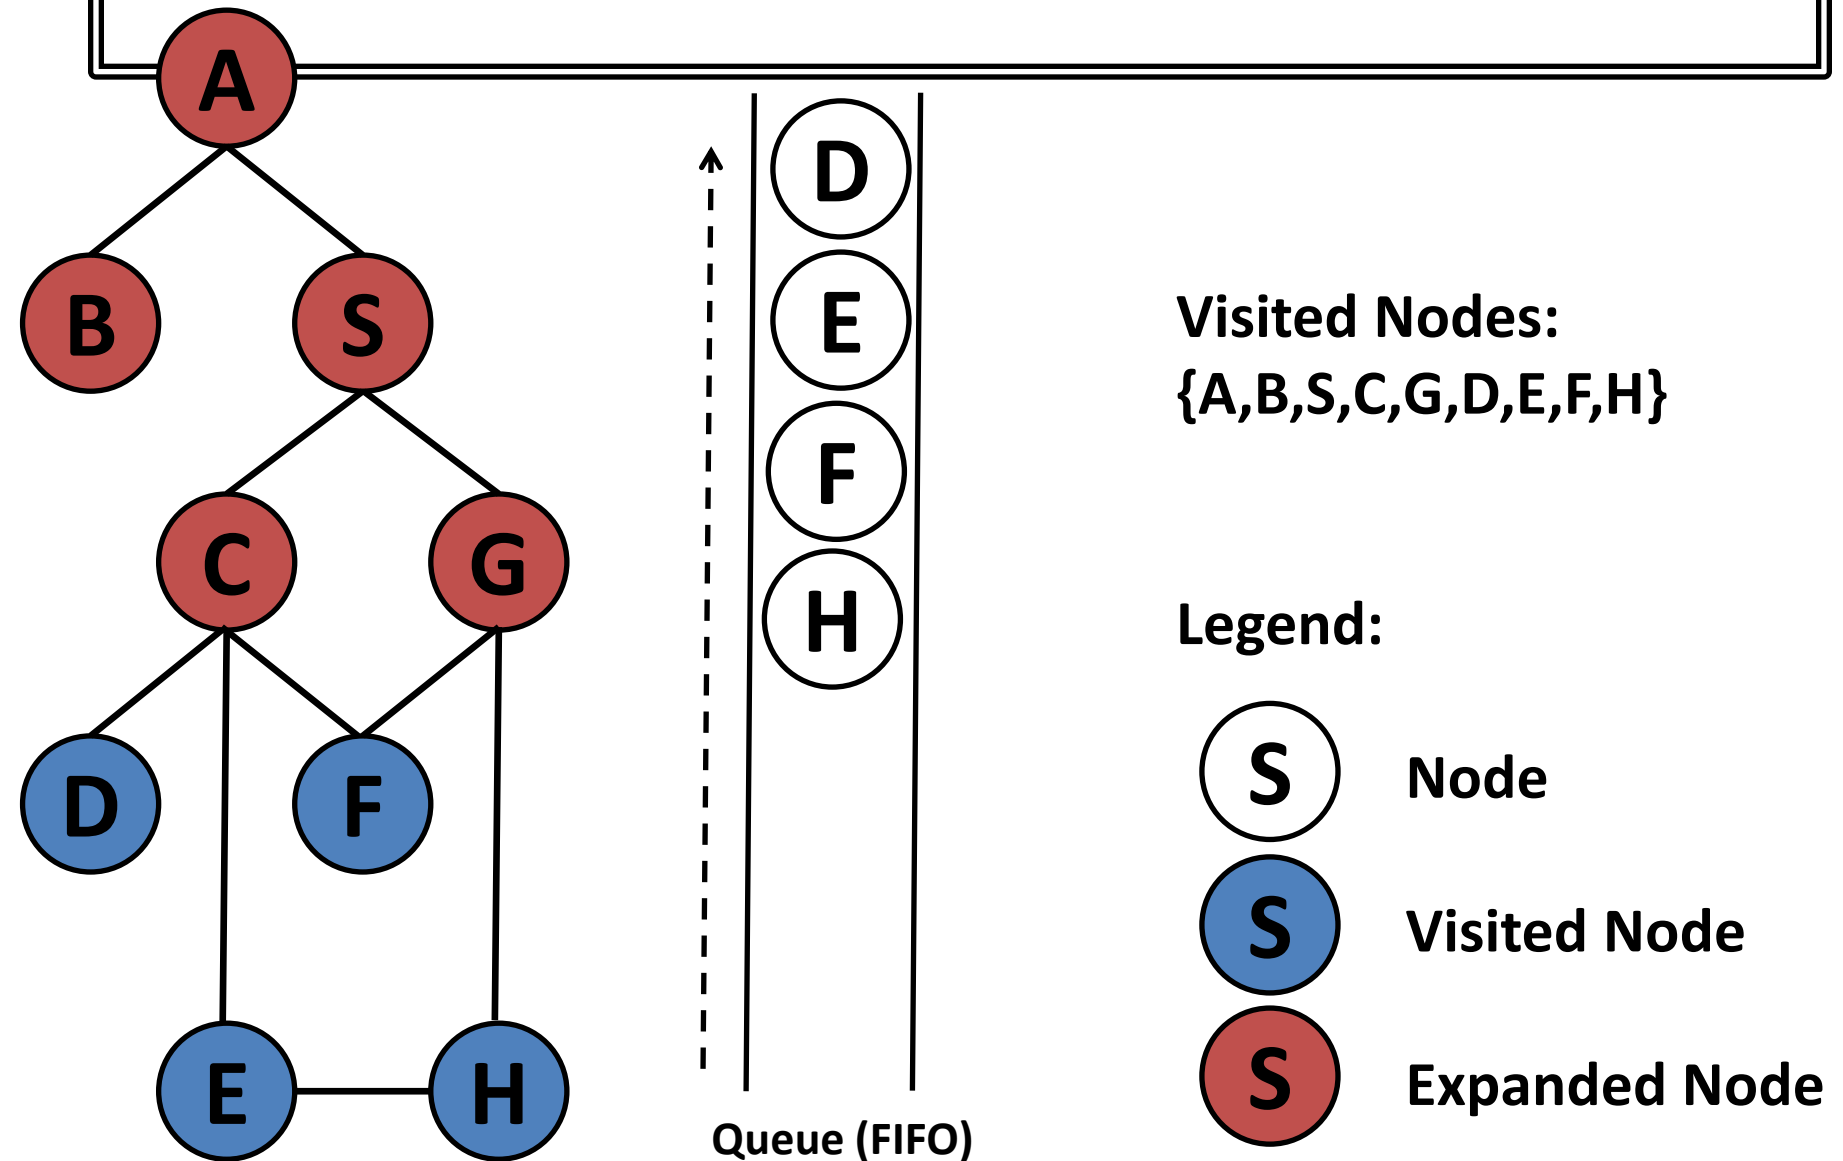 A
B
S
C
G
D
F
E
H
D
E
F
H
Queue (FIFO)
Visited Nodes:
{A,B,S,C,G,D,E,F,H}
Legend:
S Node
S Visited Node
S Expanded Node